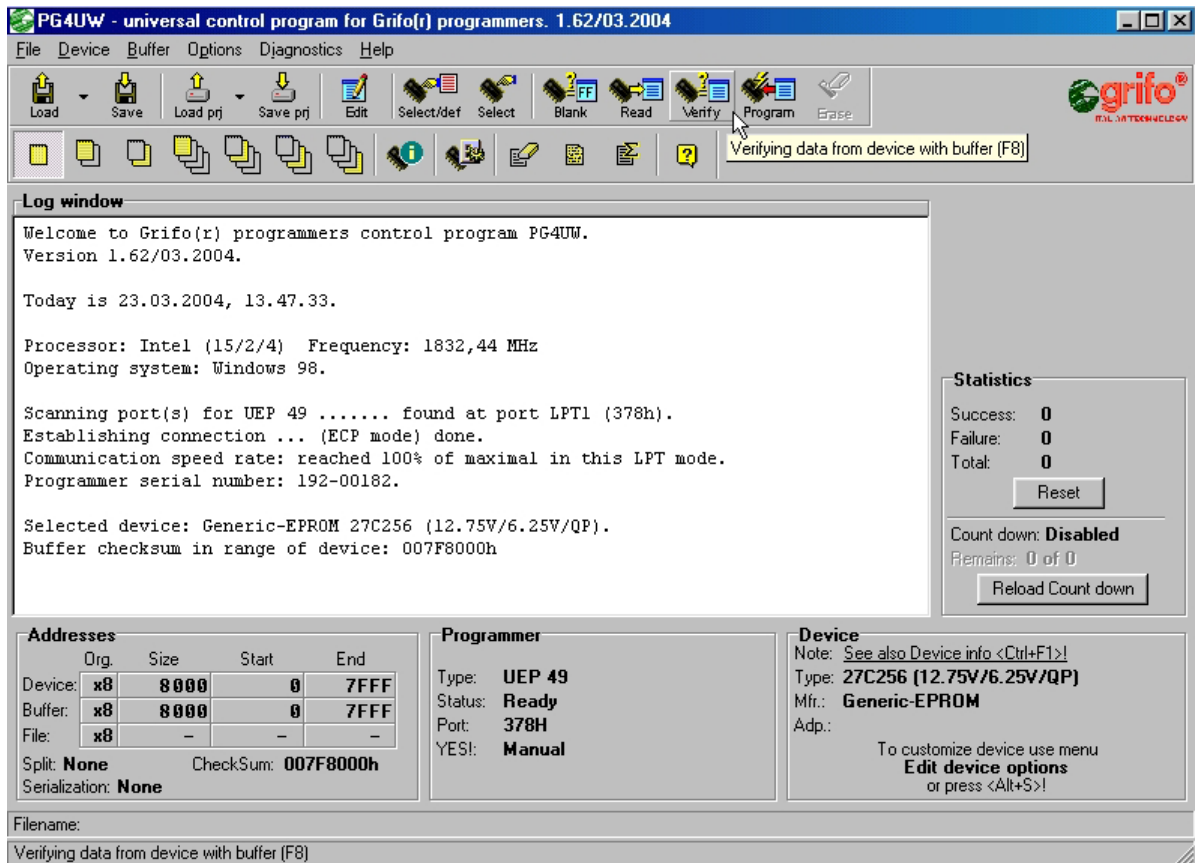 PG4UW - universal control program for Grifo(r) programmers. 1.62/03.2004
File Device Buffer Options Diagnostics Help
Load Save Load prj Save prj Edit Select/def Select Blank Read Verify Program Erase
FF
grifo®
ITALIAN TECHNOLOGY
Verifying data from device with buffer (F8)
Log window
Welcome to Grifo(r) programmers control program PG4UW.
Version 1.62/03.2004.
Today is 23.03.2004, 13.47.33.
Processor: Intel (15/2/4) Frequency: 1832,44 MHz
Operating system: Windows 98.
Scanning port(s) for UEP 49 ....... found at port LPT1 (378h).
Establishing connection ... (ECP mode) done.
Communication speed rate: reached 100% of maximal in this LPT mode.
Programmer serial number: 192-00182.
Selected device: Generic-EPROM 27C256 (12.75V/6.25V/QP).
Buffer checksum in range of device: 007F8000h
Statistics
Success: 0
Failure: 0
Total: 0
Reset
Count down: Disabled
Remains: 0 of 0
Reload Count down
Addresses
Org. Size Start End
Device: x8 8000 0 7FFF
Buffer: x8 8000 0 7FFF
File: x8 – – –
Split: None CheckSum: 007F8000h
Serialization: None
Programmer
Type: UEP 49
Status: Ready
Port: 378H
YES!: Manual
Device
Note: See also Device info <Ctrl+F1>!
Type: 27C256 (12.75V/6.25V/QP)
Mfr.: Generic-EPROM
Adp.:
To customize device use menu
Edit device options
or press <Alt+S>!
Filename:
Verifying data from device with buffer (F8)